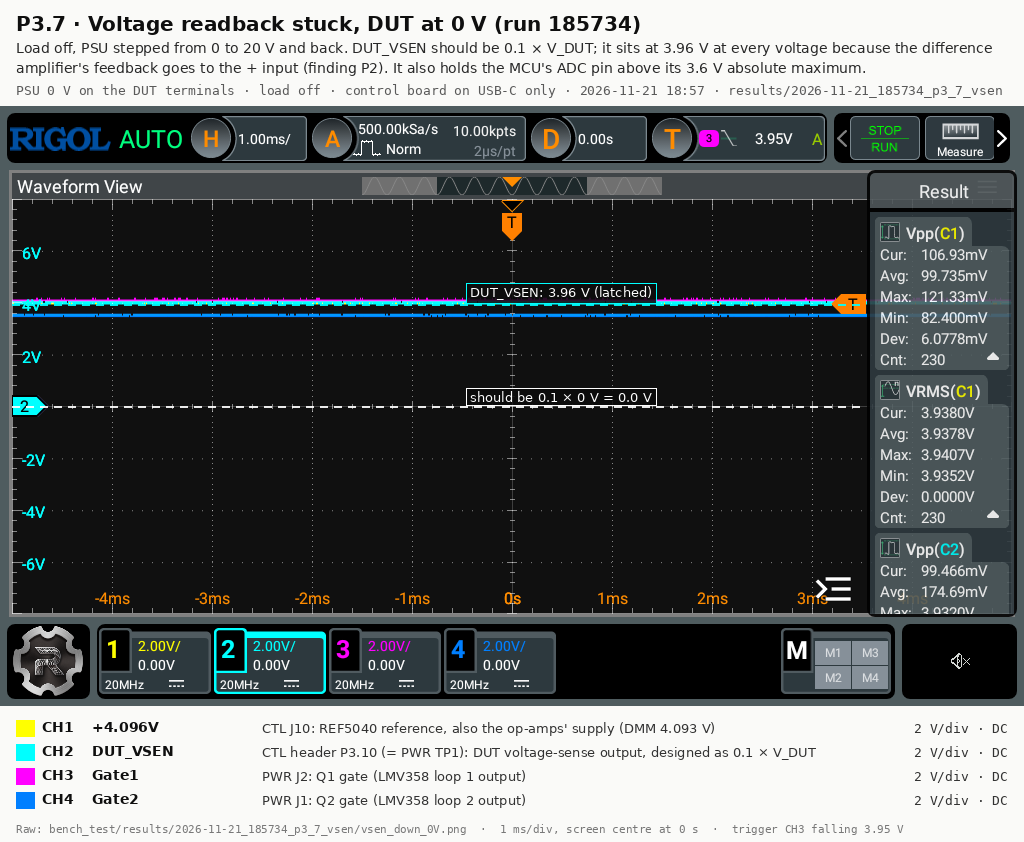 P3.7 · Voltage readback stuck, DUT at 0 V (run 185734)
Load off, PSU stepped from 0 to 20 V and back. DUT_VSEN should be 0.1 × V_DUT; it sits at 3.96 V at every voltage because the difference
amplifier's feedback goes to the + input (finding P2). It also holds the MCU's ADC pin above its 3.6 V absolute maximum.
PSU 0 V on the DUT terminals · load off · control board on USB-C only · 2026-11-21 18:57 · results/2026-11-21_185734_p3_7_vsen
RIGOL AUTO H 1.00ms/ A 500.00kSa/s 10.00kpts D 0.00s T 3 3.95V A STOP
Norm 2µs/pt RUN Measure
Waveform View
Result
T
6V
4V
2V
2
-2V
-4V
-6V
DUT_VSEN: 3.96 V (latched)
T
should be 0.1 × 0 V = 0.0 V
-4ms -3ms -2ms -1ms 0s 1ms 2ms 3ms
Vpp(C1)
Cur: 106.93mV
Avg: 99.735mV
Max: 121.33mV
Min: 82.400mV
Dev: 6.0778mV
Cnt: 230
VRMS(C1)
Cur: 3.9380V
Avg: 3.9378V
Max: 3.9407V
Min: 3.9352V
Dev: 0.0000V
Cnt: 230
Vpp(C2)
Cur: 99.466mV
Avg: 174.69mV
Max: 3.9320V
1 2.00V/ 0.00V 20MHz
2 2.00V/ 0.00V 20MHz
3 2.00V/ 0.00V 20MHz
4 2.00V/ 0.00V 20MHz
M M1 M3
M2 M4
R
CH1 +4.096V CTL J10: REF5040 reference, also the op-amps' supply (DMM 4.093 V) 2 V/div · DC
CH2 DUT_VSEN CTL header P3.10 (= PWR TP1): DUT voltage-sense output, designed as 0.1 × V_DUT 2 V/div · DC
CH3 Gate1 PWR J2: Q1 gate (LMV358 loop 1 output) 2 V/div · DC
CH4 Gate2 PWR J1: Q2 gate (LMV358 loop 2 output) 2 V/div · DC
Raw: bench_test/results/2026-11-21_185734_p3_7_vsen/vsen_down_0V.png · 1 ms/div, screen centre at 0 s · trigger CH3 falling 3.95 V